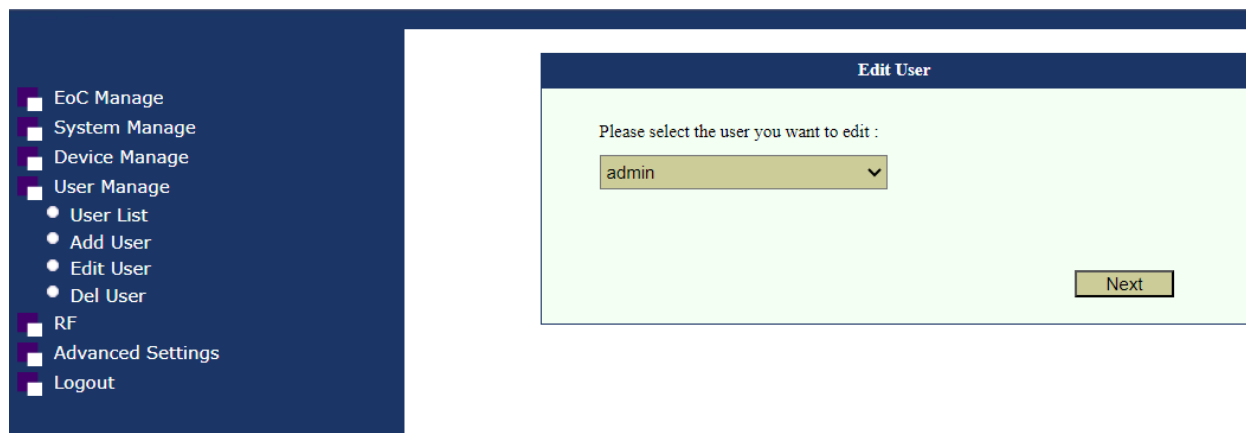 EoC Manage
System Manage
Device Manage
User Manage
User List
Add User
Edit User
Del User
RF
Advanced Settings
Logout
Edit User
Please select the user you want to edit :
admin
Next